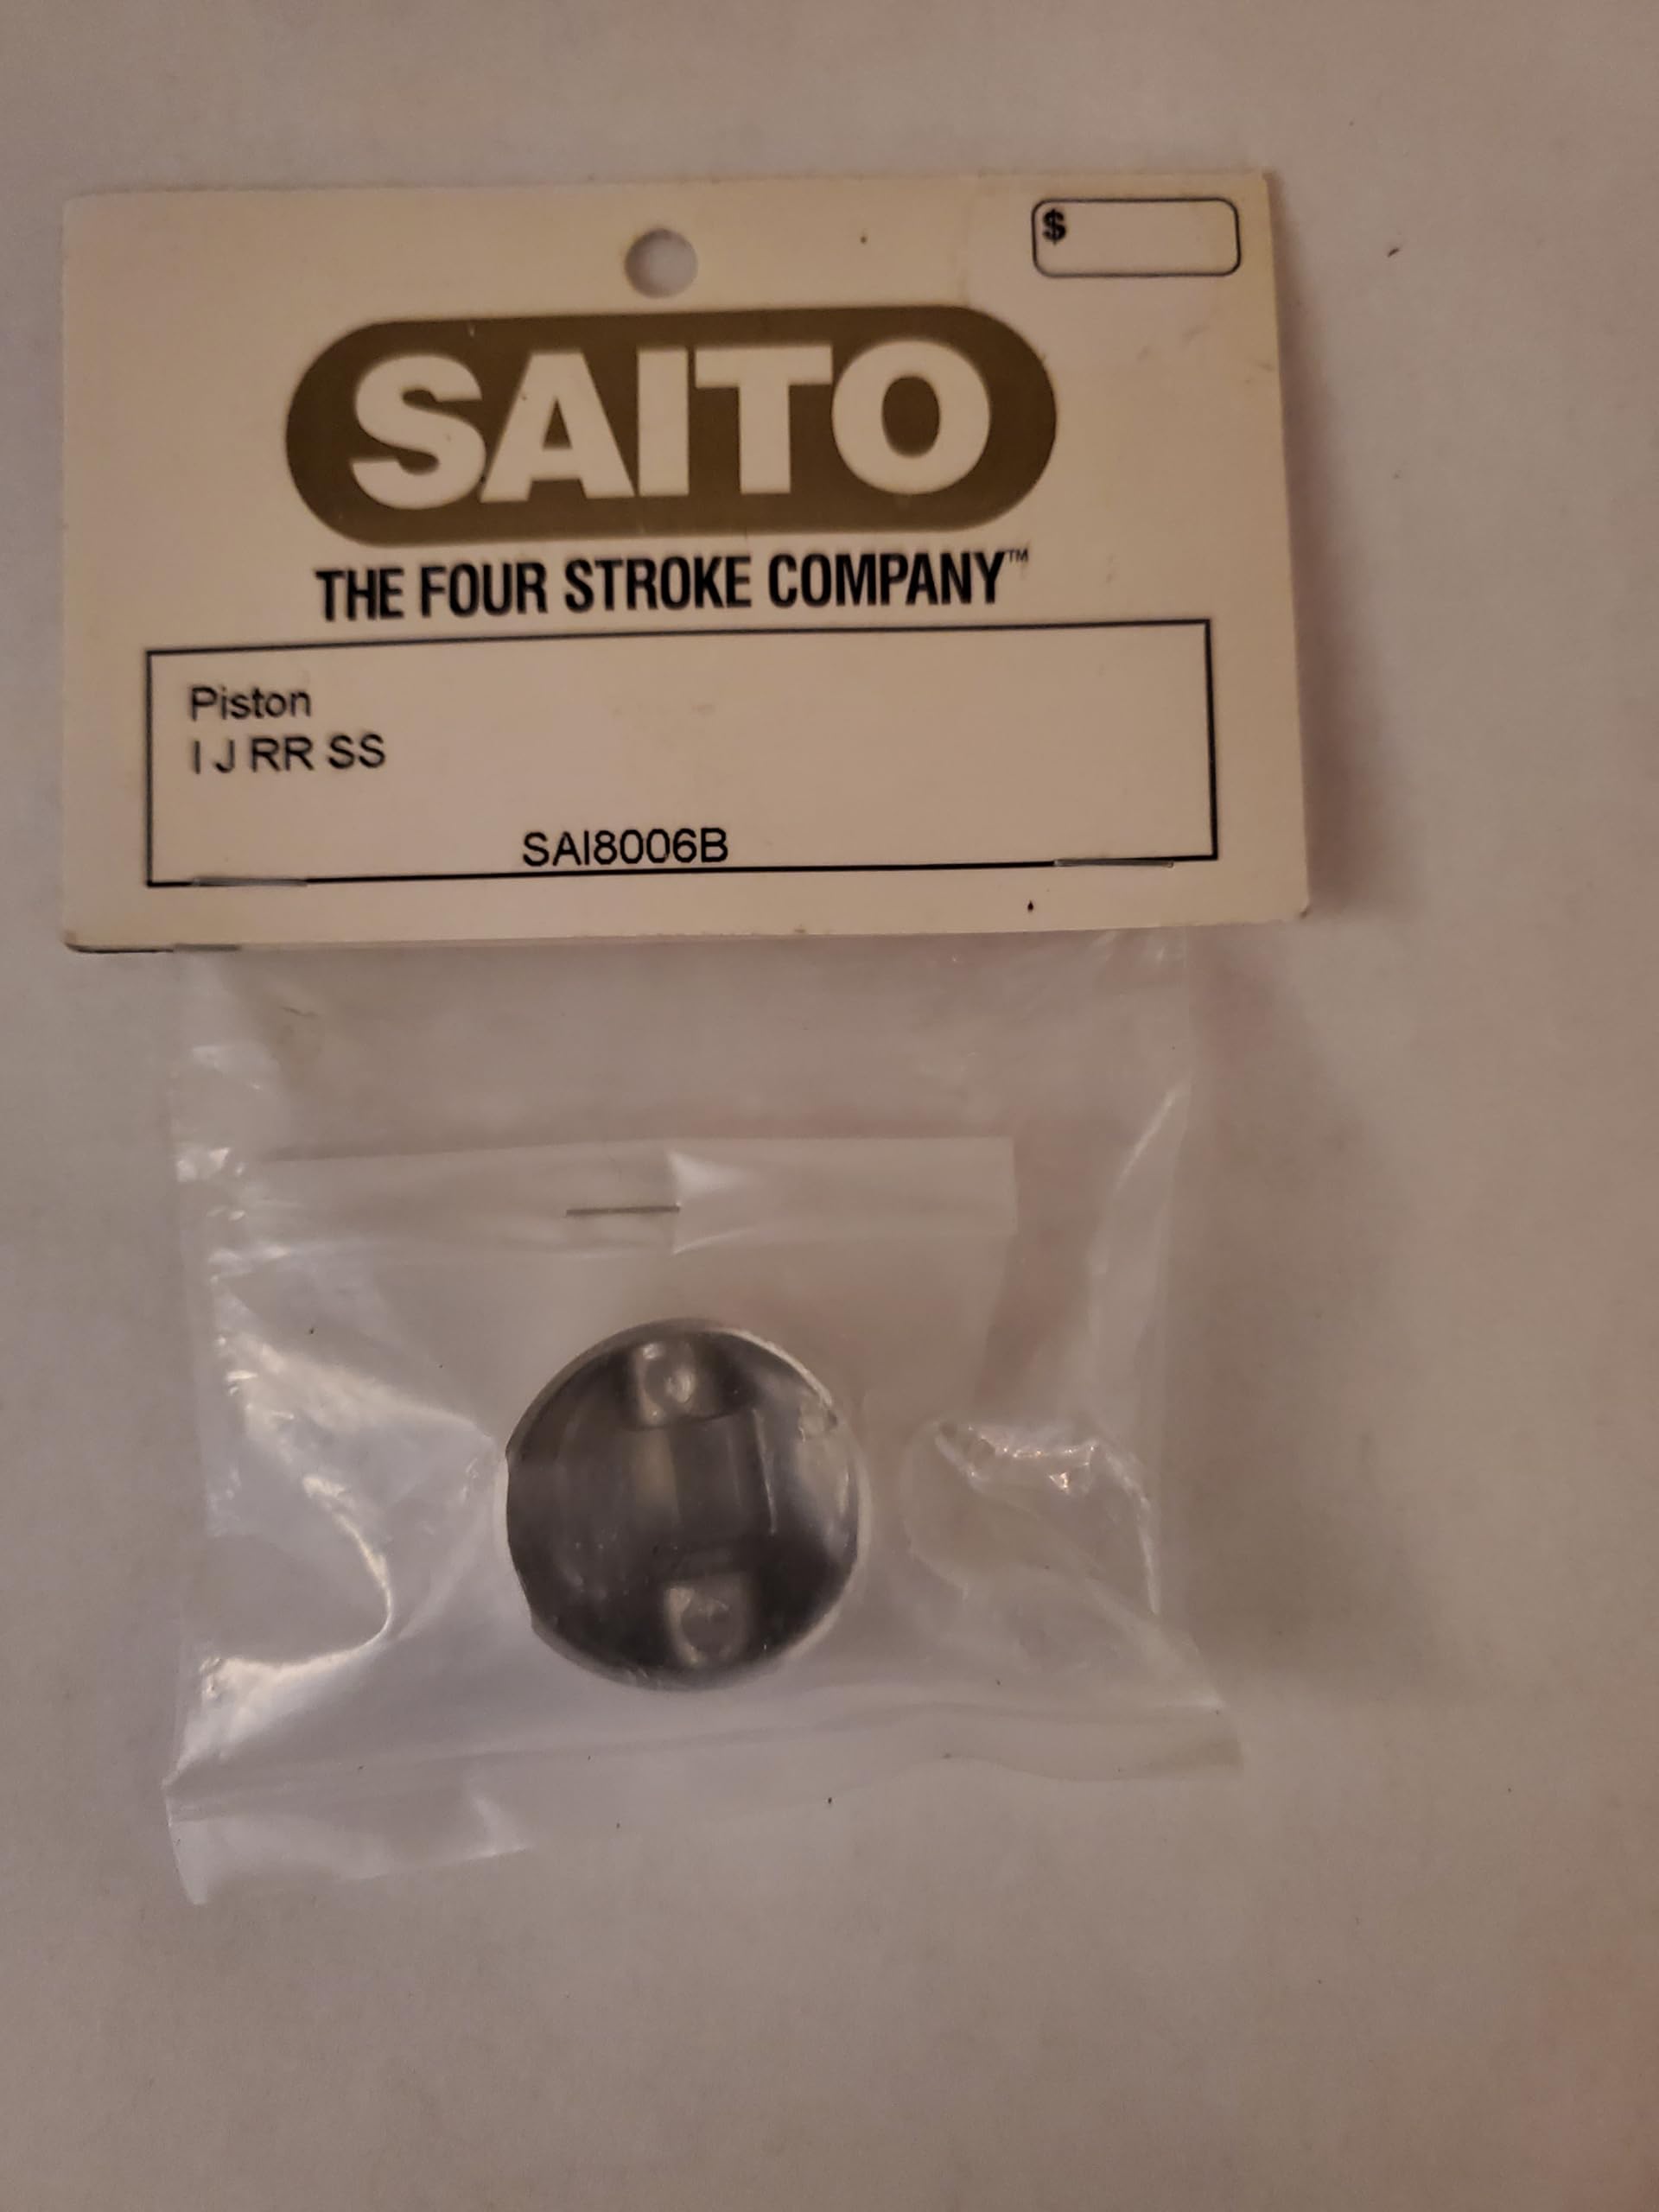 $
SAITO
THE FOUR STROKE COMPANY™
Piston
I J RR SS
SAI8006B